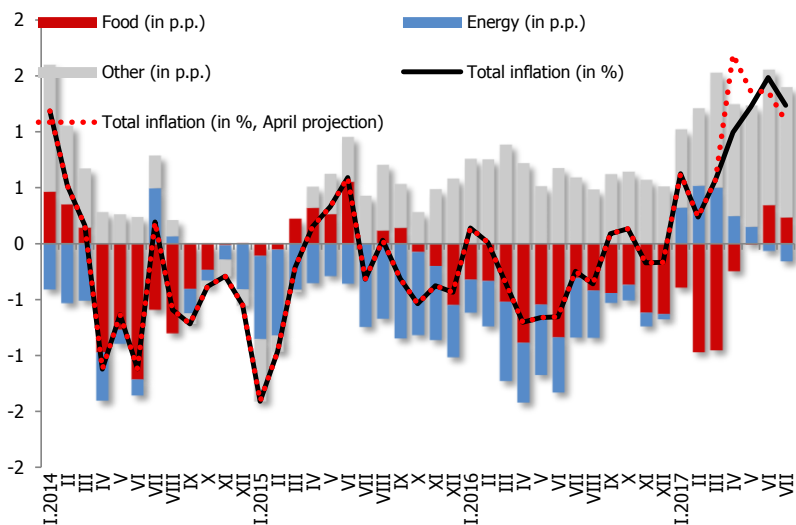 Food (in p.p.) Energy (in p.p.)
Other (in p.p.) Total inflation (in %)
Total inflation (in %, April projection)
2
2
1
1
0
-1
-1
-2
-2
I.2014 II III IV V VI VII VIII IX X XI XII I.2015 II III IV V VI VII VIII IX X XI XII I.2016 II III IV V VI VII VIII IX X XI XII I.2017 II III IV V VI VII